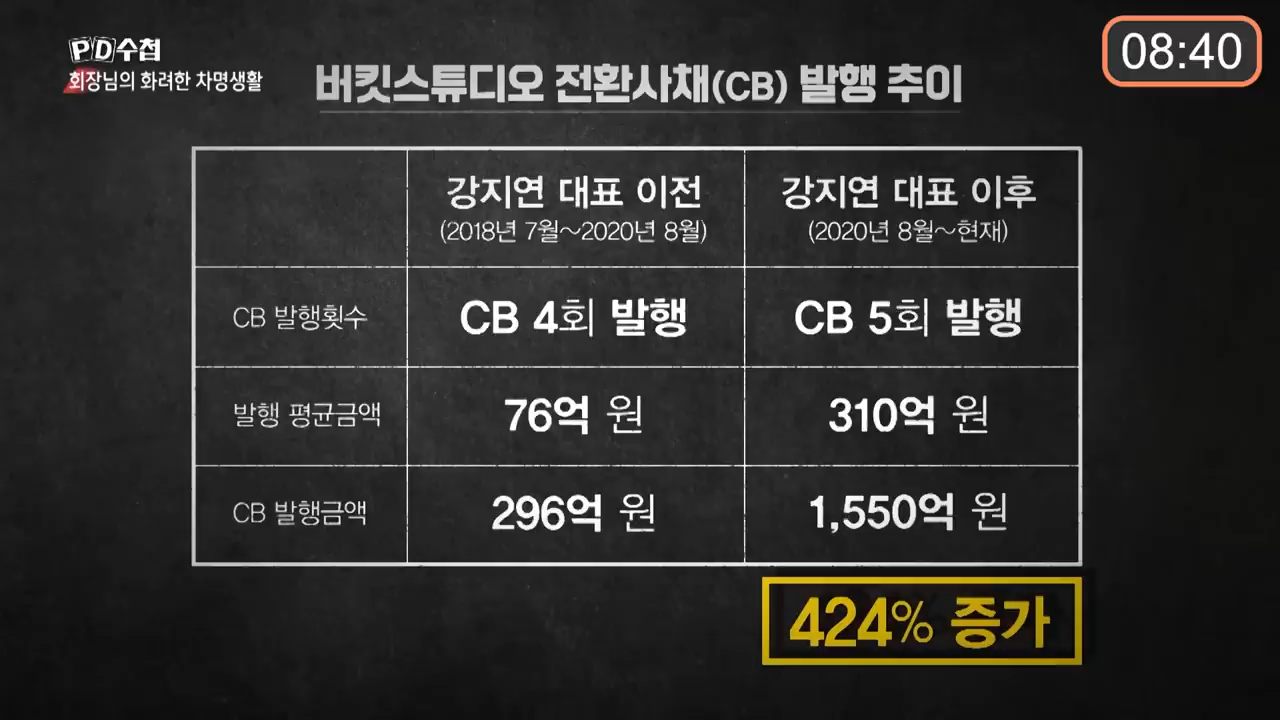 PD수첩
회장님의 화려한 차명생활
08:40
버킷스튜디오 전환사채(CB) 발행 추이
강지연 대표 이전
(2018년 7월~2020년 8월)
강지연 대표 이후
(2020년 8월~현재)
CB 발행횟수
CB 4회 발행
CB 5회 발행
발행 평균금액
76억 원
310억 원
CB 발행금액
296억 원
1,550억 원
424% 증가